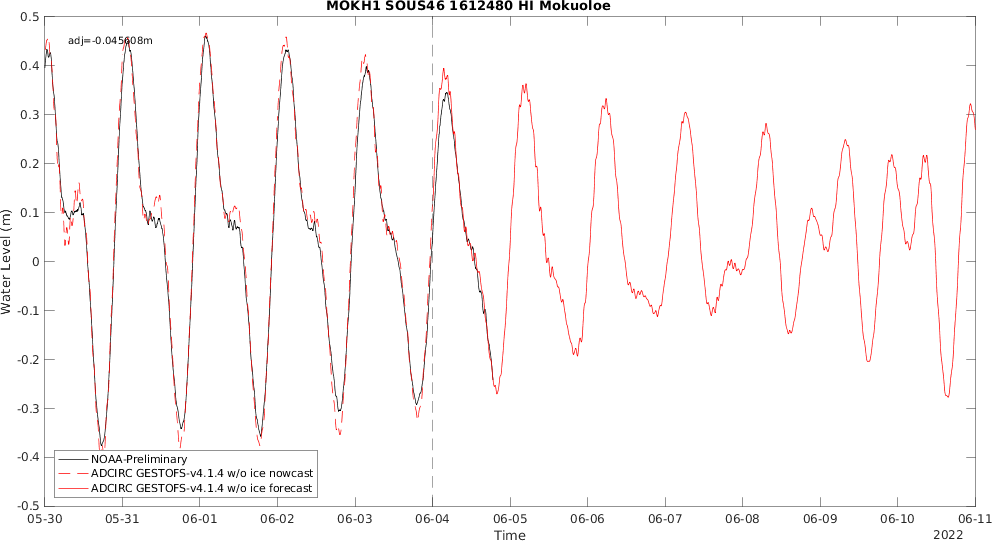 MOKH1 SOUS46 1612480 HI Mokuoloe
adj=-0.045608m
0.5
0.4
0.3
0.2
0.1
0
-0.1
-0.2
-0.3
-0.4
-0.5
Water Level (m)
NOAA-Preliminary
ADCIRC GESTOFS-v4.1.4 w/o ice nowcast
ADCIRC GESTOFS-v4.1.4 w/o ice forecast
05-30 05-31 06-01 06-02 06-03 06-04 06-05 06-06 06-07 06-08 06-09 06-10 06-11
Time
2022